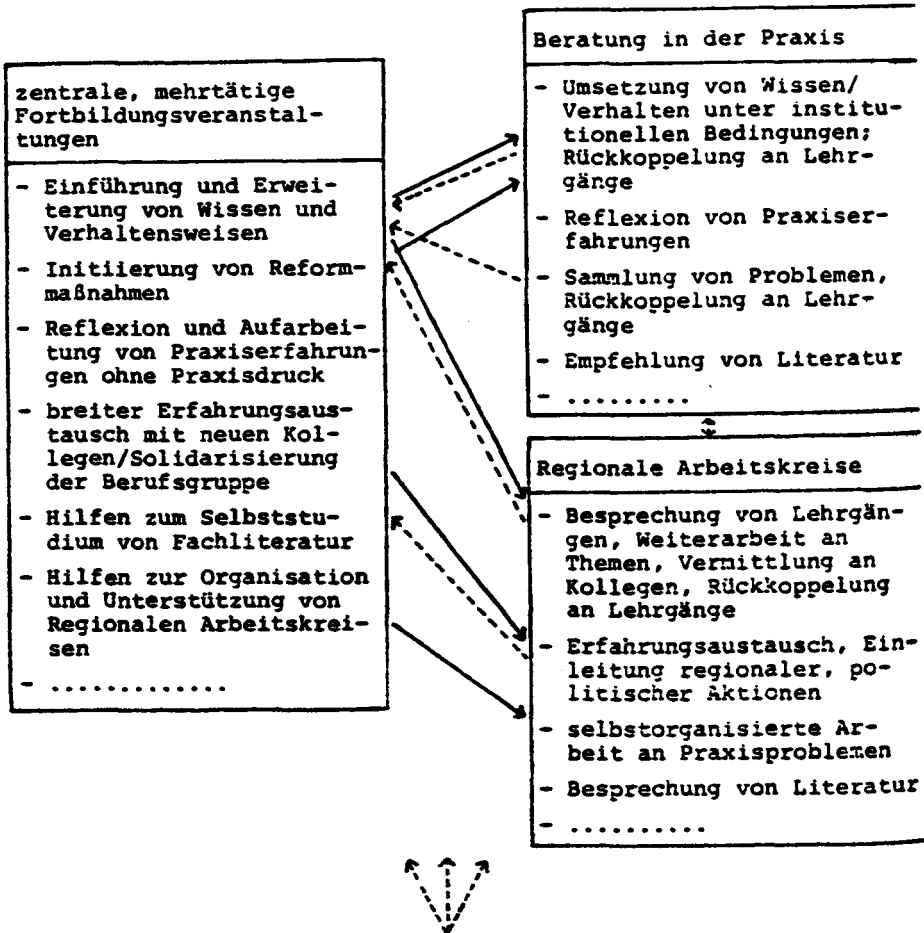 zentrale, mehrtätige
Fortbildungsveranstal-
tungen
- Einführung und Erwei-
terung von Wissen und
Verhaltensweisen
- Initiierung von Reform-
maßnahmen
- Reflexion und Aufarbei-
tung von Praxiserfahrun-
gen ohne Praxisdruck
- breiter Erfahrungsaus-
tausch mit neuen Kol-
legen/Solidarisierung
der Berufsgruppe
- Hilfen zum Selbststu-
dium von Fachliteratur
- Hilfen zur Organisation
und Unterstützung von
Regionalen Arbeitskrei-
sen
- .............
Beratung in der Praxis
- Umsetzung von Wissen/
Verhalten unter institu-
tionellen Bedingungen;
Rückkoppelung an Lehr-
gänge
- Reflexion von Praxiser-
fahrungen
- Sammlung von Problemen,
Rückkoppelung an Lehr-
gänge
- Empfehlung von Literatur
- .........
Regionale Arbeitskreise
- Besprechung von Lehrgän-
gen, Weiterarbeit an
Themen, Vermittlung an
Kollegen, Rückkoppelung
an Lehrgänge
- Erfahrungsaustausch, Ein-
leitung regionaler, po-
litischer Aktionen
- selbstorganisierte Ar-
beit an Praxisproblemen
- Besprechung von Literatur
- ..........